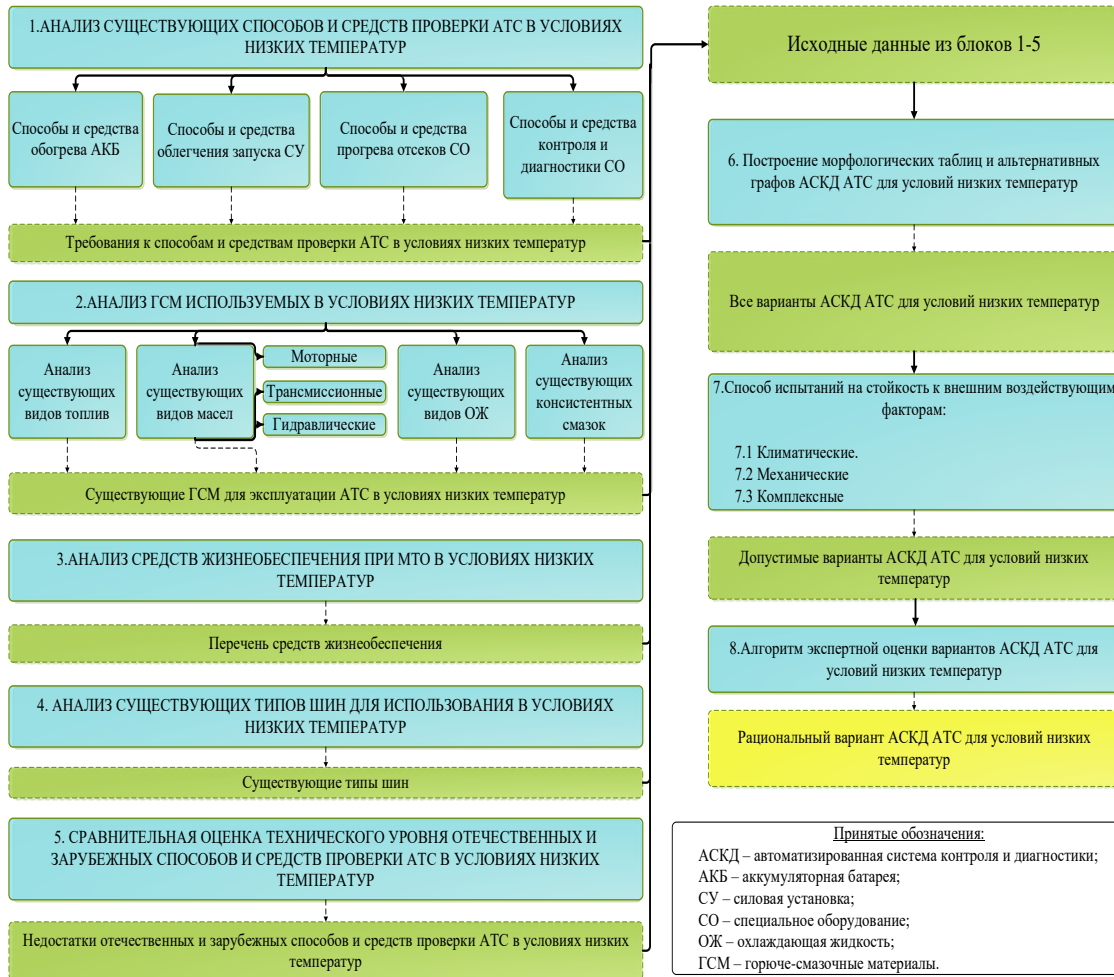 1.АНАЛИЗ СУЩЕСТВУЮЩИХ СПОСОБОВ И СРЕДСТВ ПРОВЕРКИ АТС В УСЛОВИЯХ
НИЗКИХ ТЕМПЕРАТУР
Способы и средства
обогрева АКБ
Способы и средства
облегчения запуска СУ
Способы и средства
прогрева отсеков СО
Способы и средства
контроля и
диагностики СО
Требования к способам и средствам проверки АТС в условиях низких температур
2.АНАЛИЗ ГСМ ИСПОЛЬЗУЕМЫХ В УСЛОВИЯХ НИЗКИХ ТЕМПЕРАТУР
Анализ
существующих
видов топлив
Анализ
существующих
видов масел
Моторные
Трансмиссионные
Гидравлические
Анализ
существующих
видов ОЖ
Анализ
существующих
консистентных
смазок
Существующие ГСМ для эксплуатации АТС в условиях низких температур
3.АНАЛИЗ СРЕДСТВ ЖИЗНЕОБЕСПЕЧЕНИЯ ПРИ МТО В УСЛОВИЯХ НИЗКИХ
ТЕМПЕРАТУР
Перечень средств жизнеобеспечения
4. АНАЛИЗ СУЩЕСТВУЮЩИХ ТИПОВ ШИН ДЛЯ ИСПОЛЬЗОВАНИЯ В УСЛОВИЯХ
НИЗКИХ ТЕМПЕРАТУР
Существующие типы шин
5. СРАВНИТЕЛЬНАЯ ОЦЕНКА ТЕХНИЧЕСКОГО УРОВНЯ ОТЕЧЕСТВЕННЫХ И
ЗАРУБЕЖНЫХ СПОСОБОВ И СРЕДСТВ ПРОВЕРКИ АТС В УСЛОВИЯХ НИЗКИХ
ТЕМПЕРАТУР
Недостатки отечественных и зарубежных способов и средств проверки АТС в условиях низких
температур
Исходные данные из блоков 1-5
6. Построение морфологических таблиц и альтернативных
графов АСКД АТС для условий низких температур
Все варианты АСКД АТС для условий низких температур
7.Способ испытаний на стойкость к внешним воздействующим
факторам:
7.1 Климатические.
7.2 Механические
7.3 Комплексные
Допустимые варианты АСКД АТС для условий низких
температур
8.Алгоритм экспертной оценки вариантов АСКД АТС для
условий низких температур
Рациональный вариант АСКД АТС для условий низких
температур
Принятые обозначения:
АСКД – автоматизированная система контроля и диагностики;
АКБ – аккумуляторная батарея;
СУ – силовая установка;
СО – специальное оборудование;
ОЖ – охлаждающая жидкость;
ГСМ – горюче-смазочные материалы.